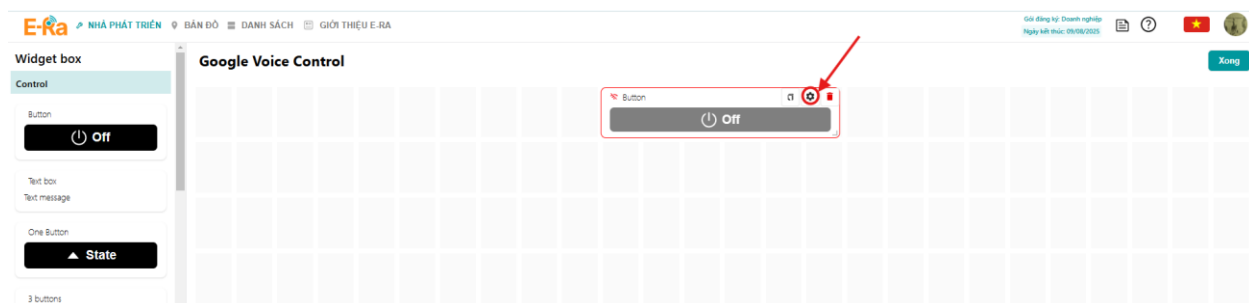 E-Ra NHÀ PHÁT TRIỂN BẢN ĐỒ DANH SÁCH GIỚI THIỆU E-RA
Gói đăng ký: Doanh nghiệp
Ngày kết thúc: 09/08/2025
Widget box
Google Voice Control
Xong
Control
Button
Off
Button
Off
Text box
Text message
One Button
State
3 buttons